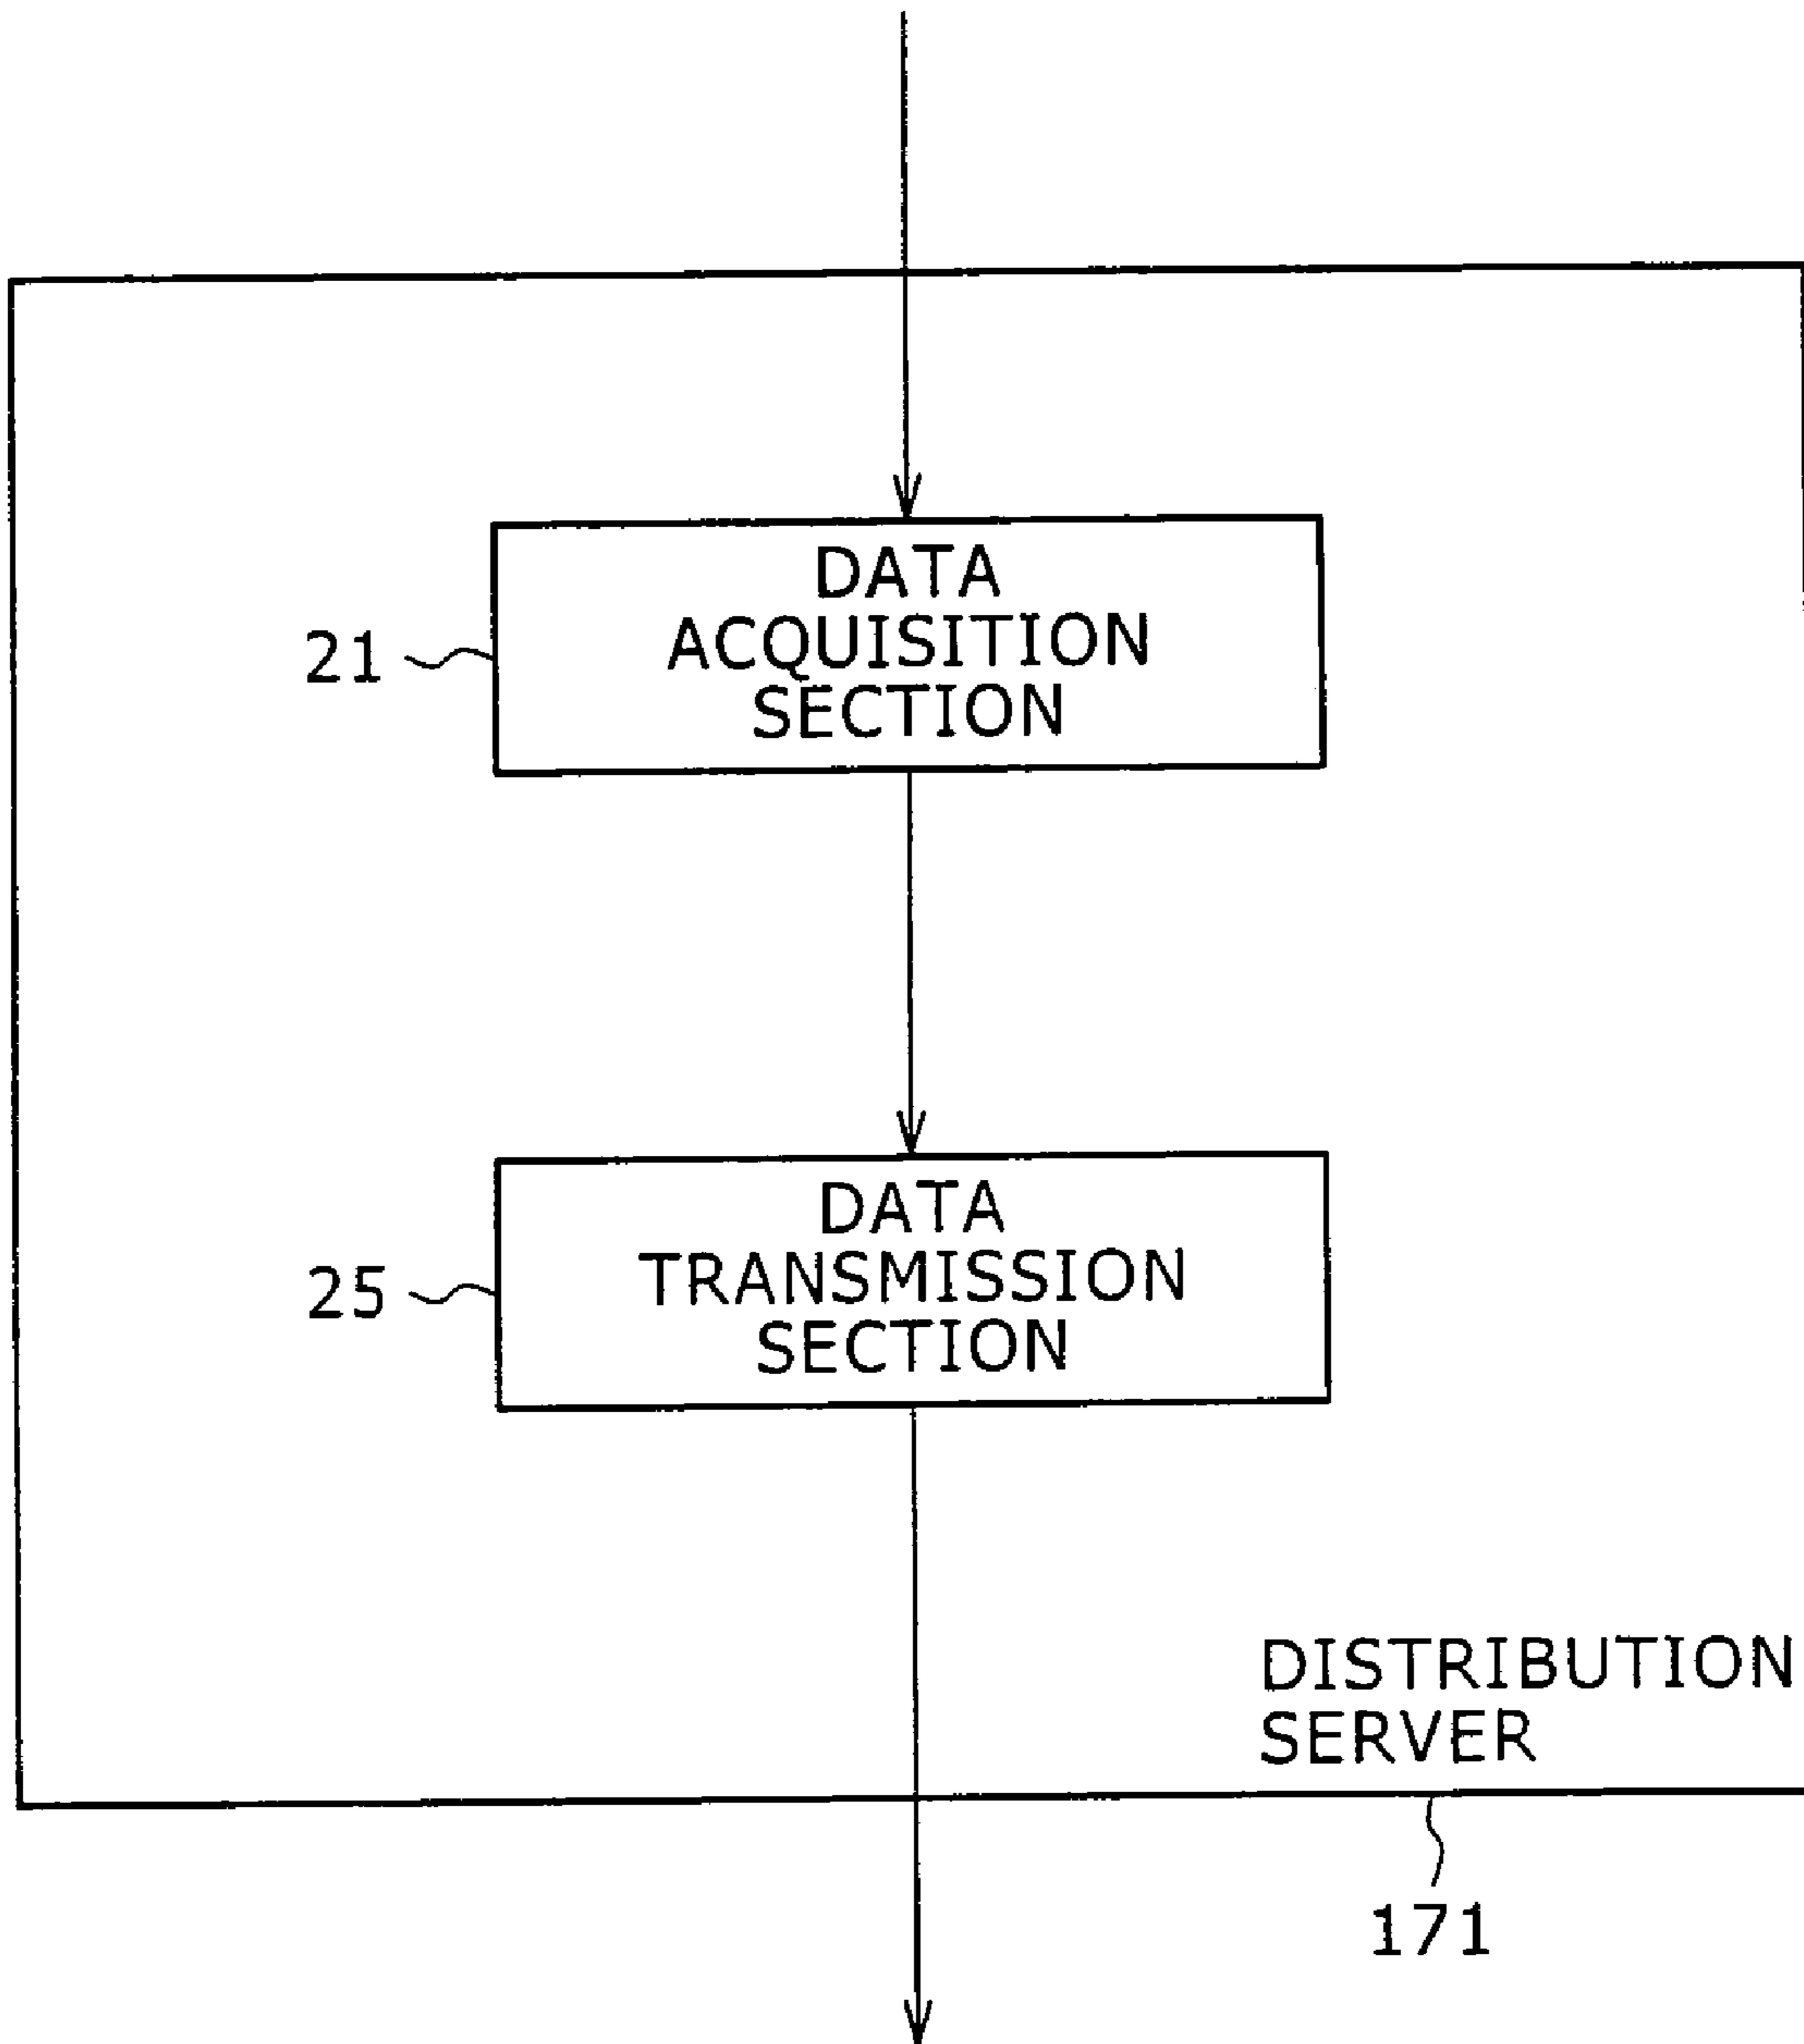 DATA
ACQUISITION
SECTION
21
DATA
TRANSMISSION
SECTION
25
DISTRIBUTION
SERVER
171